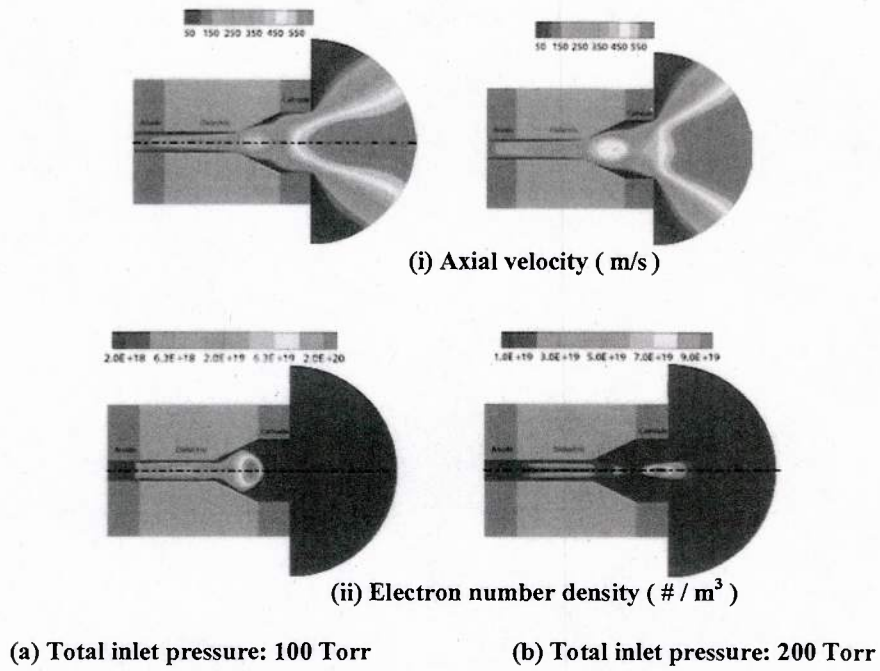 50 150 250 350 450 550
50 150 250 350 450 550
Anode Dielectric Cathode
Anode Dielectric Cathode
(i) Axial velocity ( m/s )
2.0E+18 6.3E+18 2.0E+19 6.3E+19 2.0E+20
1.0E+19 3.0E+19 5.0E+19 7.0E+19 9.0E+19
Anode Dielectric Cathode
Anode Dielectric Cathode
(ii) Electron number density ( # / m³ )
(a) Total inlet pressure: 100 Torr (b) Total inlet pressure: 200 Torr